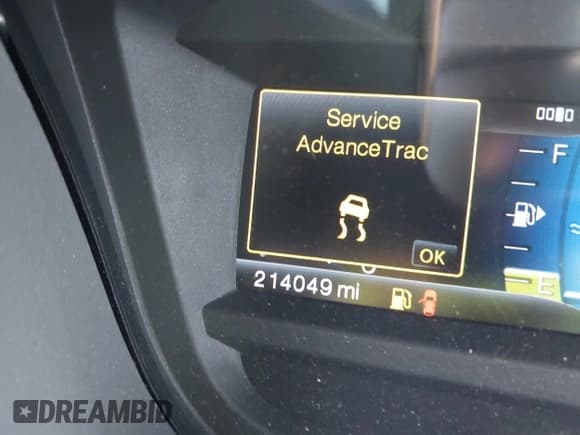 Service
AdvanceTrac
OK
F
E
214049 mi
DREAMBID